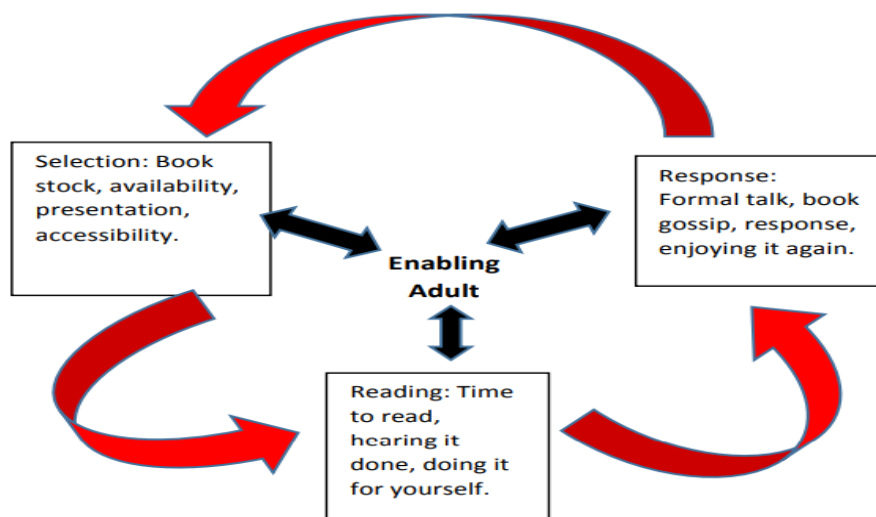 Selection: Book
stock, availability,
presentation,
accessibility.
Response:
Formal talk, book
gossip, response,
enjoying it again.
Enabling
Adult
Reading: Time
to read,
hearing it
done, doing it
for yourself.